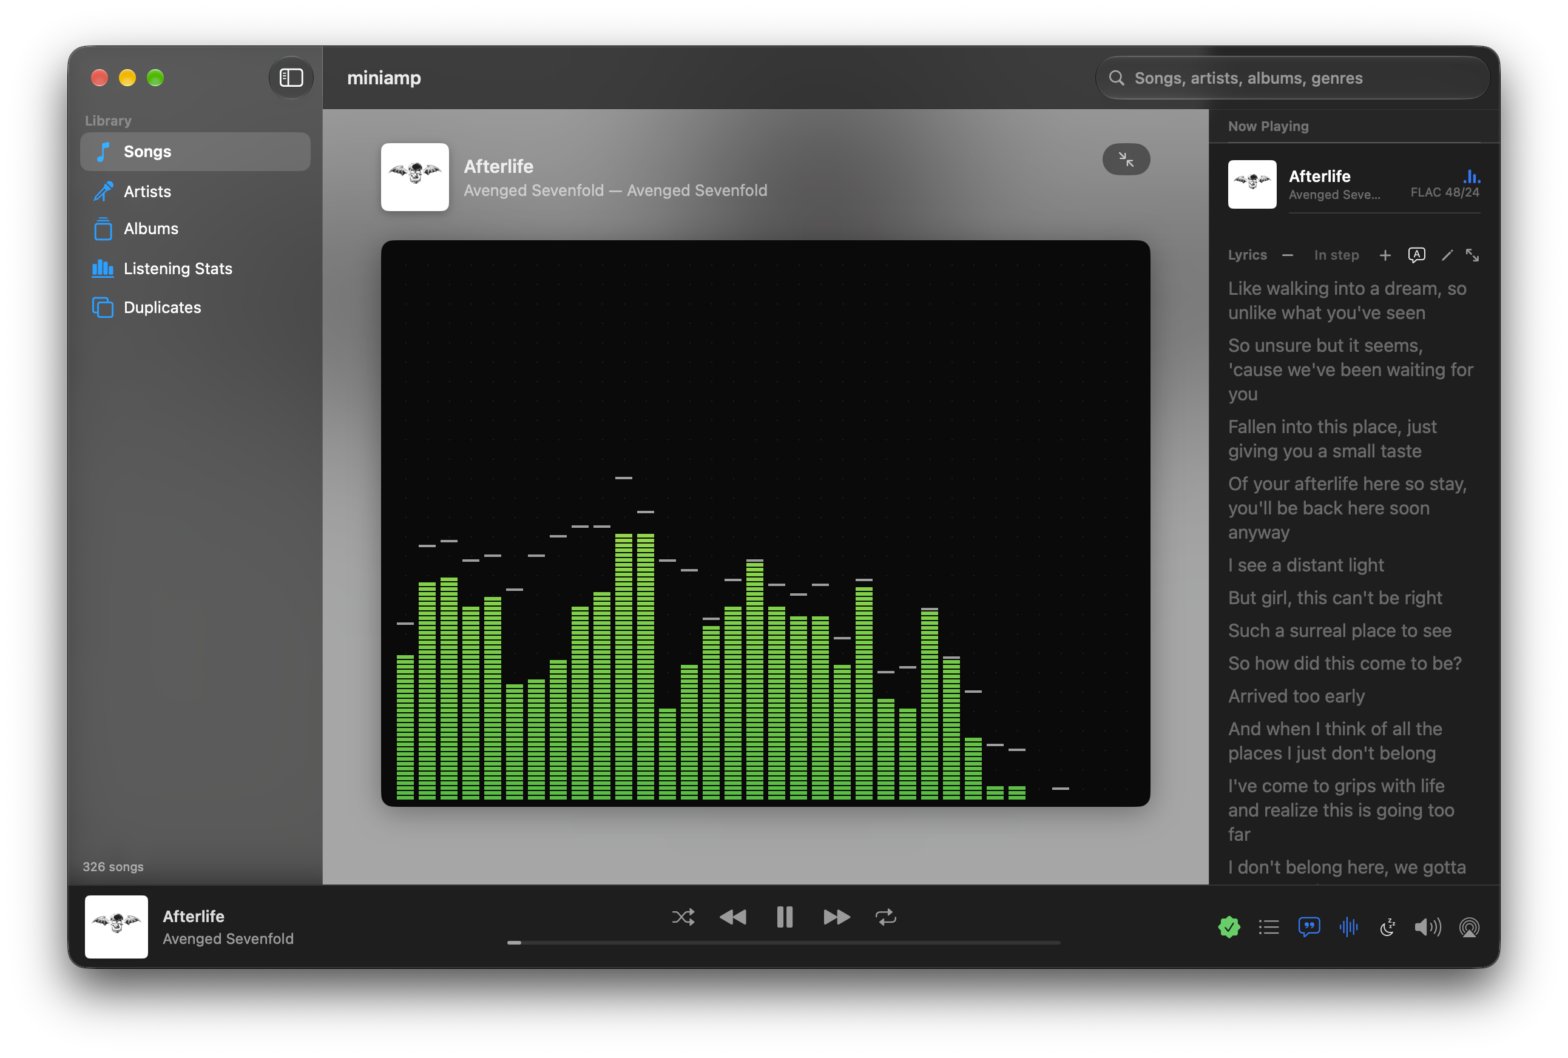 miniamp
Songs, artists, albums, genres
Library
Songs
Artists
Albums
Listening Stats
Duplicates
326 songs
Afterlife
Avenged Sevenfold — Avenged Sevenfold
Now Playing
Afterlife
Avenged Seve...
FLAC 48/24
Lyrics − In step +
A
Like walking into a dream, so
unlike what you've seen
So unsure but it seems,
'cause we've been waiting for
you
Fallen into this place, just
giving you a small taste
Of your afterlife here so stay,
you'll be back here soon
anyway
I see a distant light
But girl, this can't be right
Such a surreal place to see
So how did this come to be?
Arrived too early
And when I think of all the
places I just don't belong
I've come to grips with life
and realize this is going too
far
I don't belong here, we gotta
Afterlife
Avenged Sevenfold